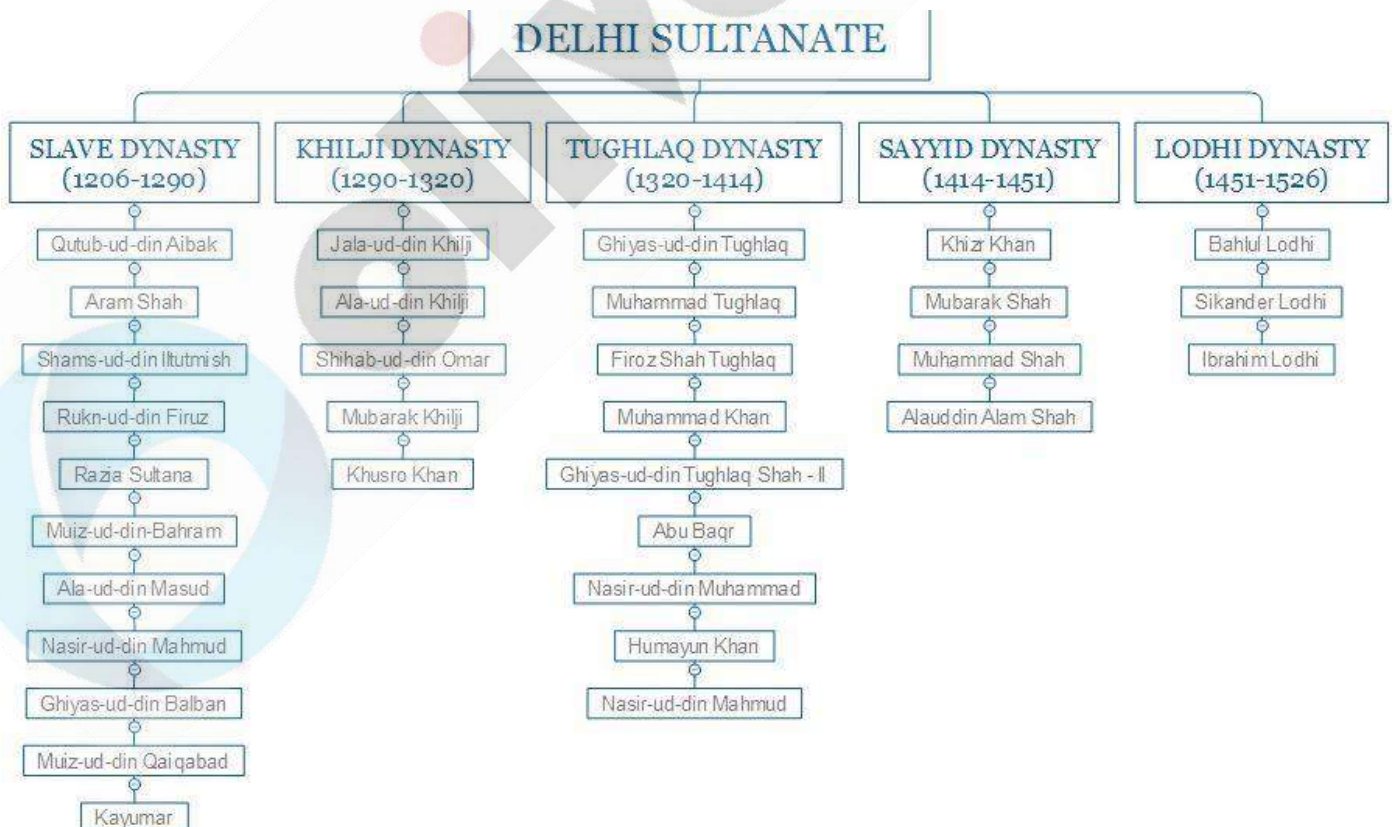 DELHI SULTANATE
SLAVE DYNASTY
(1206-1290)
Qutub-ud-din Aibak
Aram Shah
Shams-ud-din Iltutmish
Rukn-ud-din Firuz
Razia Sultana
Muiz-ud-din-Bahram
Ala-ud-din Masud
Nasir-ud-din Mahmud
Ghiyas-ud-din Balban
Muiz-ud-din Qaiqabad
Kayumar
KHILJI DYNASTY
(1290-1320)
Jala-ud-din Khilji
Ala-ud-din Khilji
Shihab-ud-din Omar
Mubarak Khilji
Khusro Khan
TUGHLAQ DYNASTY
(1320-1414)
Ghiyas-ud-din Tughlaq
Muhammad Tughlaq
Firoz Shah Tughlaq
Muhammad Khan
Ghiyas-ud-din Tughlaq Shah - II
Abu Baqr
Nasir-ud-din Muhammad
Humayun Khan
Nasir-ud-din Mahmud
SAYYID DYNASTY
(1414-1451)
Khizr Khan
Mubarak Shah
Muhammad Shah
Alauddin Alam Shah
LODHI DYNASTY
(1451-1526)
Bahlul Lodhi
Sikander Lodhi
Ibrahim Lodhi